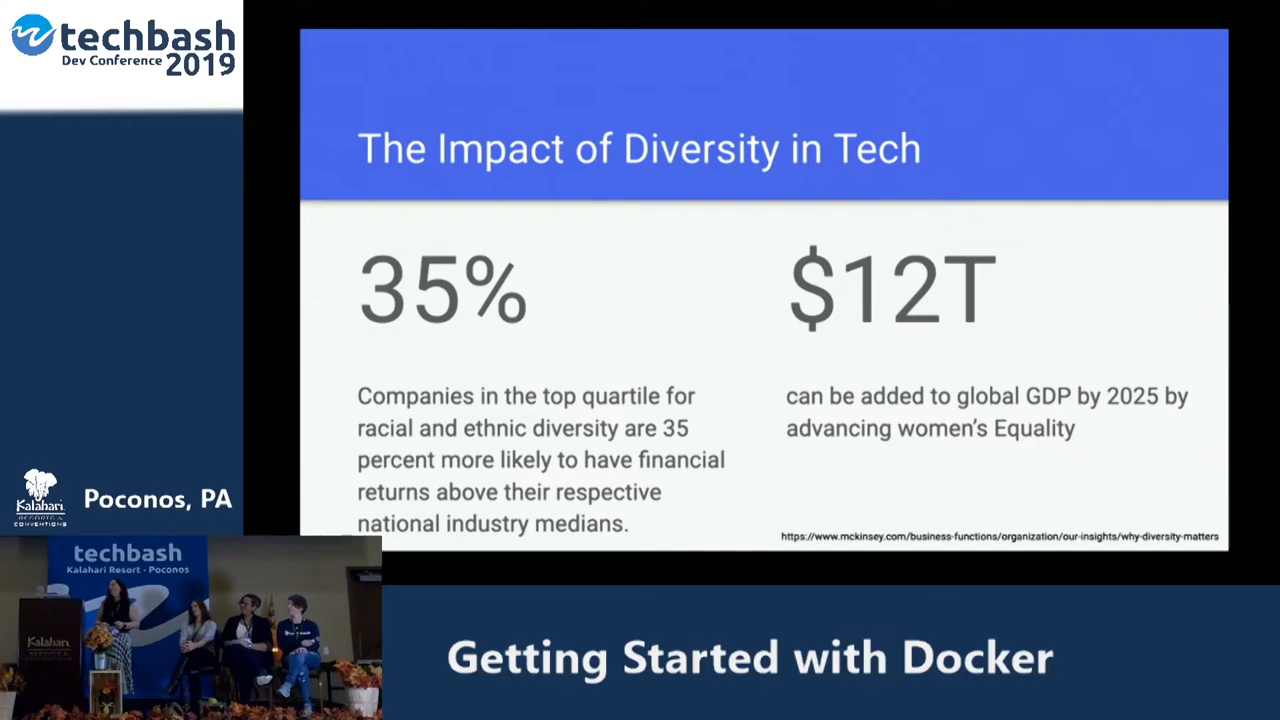 techbash
Dev Conference 2019
The Impact of Diversity in Tech
35%
Companies in the top quartile for
racial and ethnic diversity are 35
percent more likely to have financial
returns above their respective
national industry medians.
$12T
can be added to global GDP by 2025 by
advancing women's Equality
https://www.mckinsey.com/business-functions/organization/our-insights/why-diversity-matters
Kalahari
RESORTS &
CONVENTIONS
Poconos, PA
techbash
Kalahari Resort - Poconos
Kalahari
Getting Started with Docker